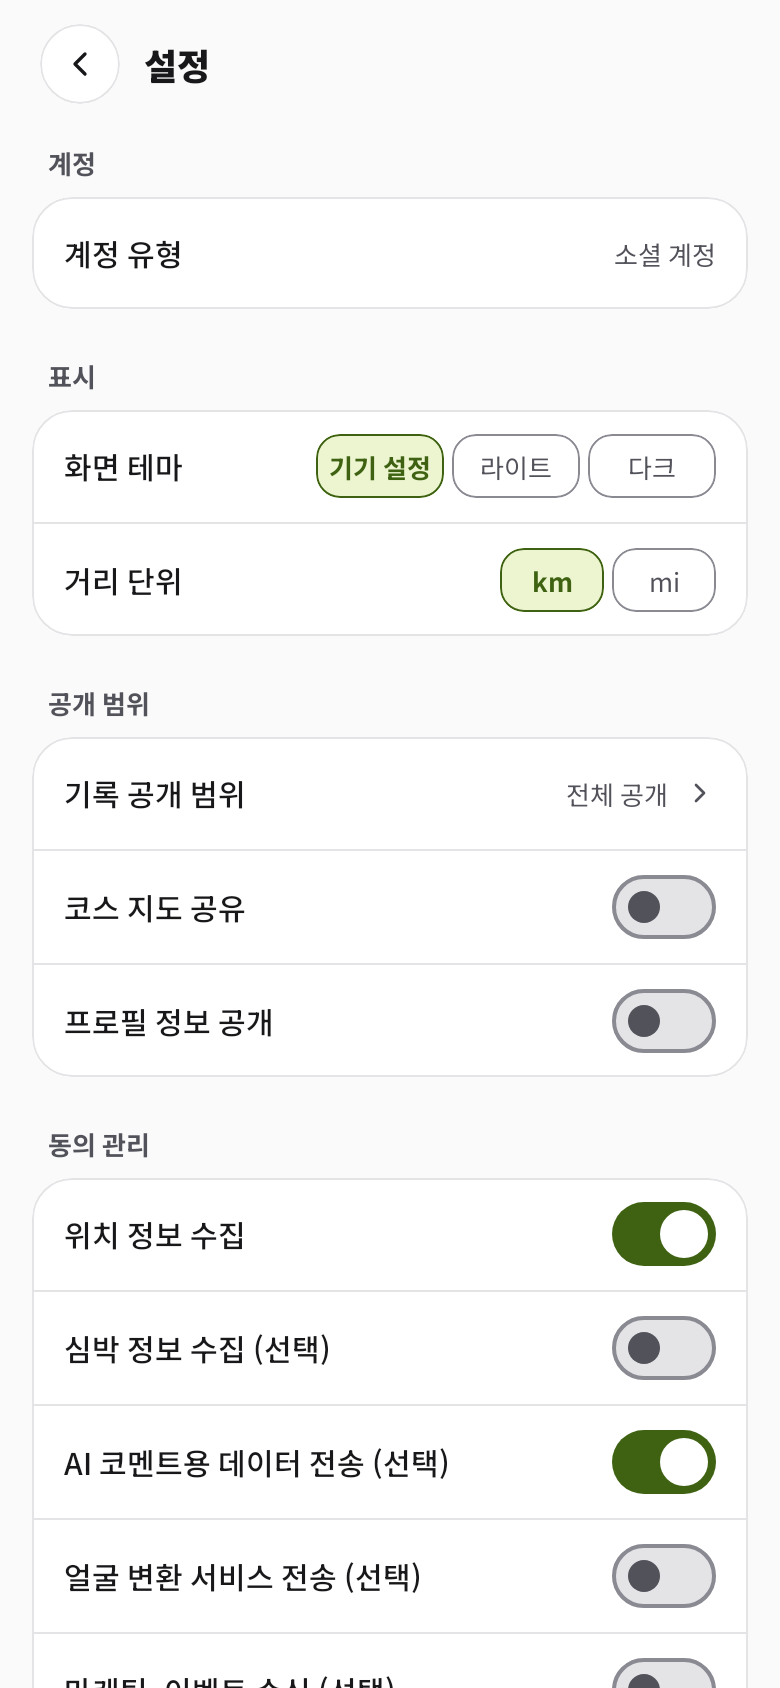 설정
계정
계정 유형 소셜 계정
표시
화면 테마 기기 설정 라이트 다크
거리 단위 km mi
공개 범위
기록 공개 범위 전체 공개
코스 지도 공유
프로필 정보 공개
동의 관리
위치 정보 수집
심박 정보 수집 (선택)
AI 코멘트용 데이터 전송 (선택)
얼굴 변환 서비스 전송 (선택)